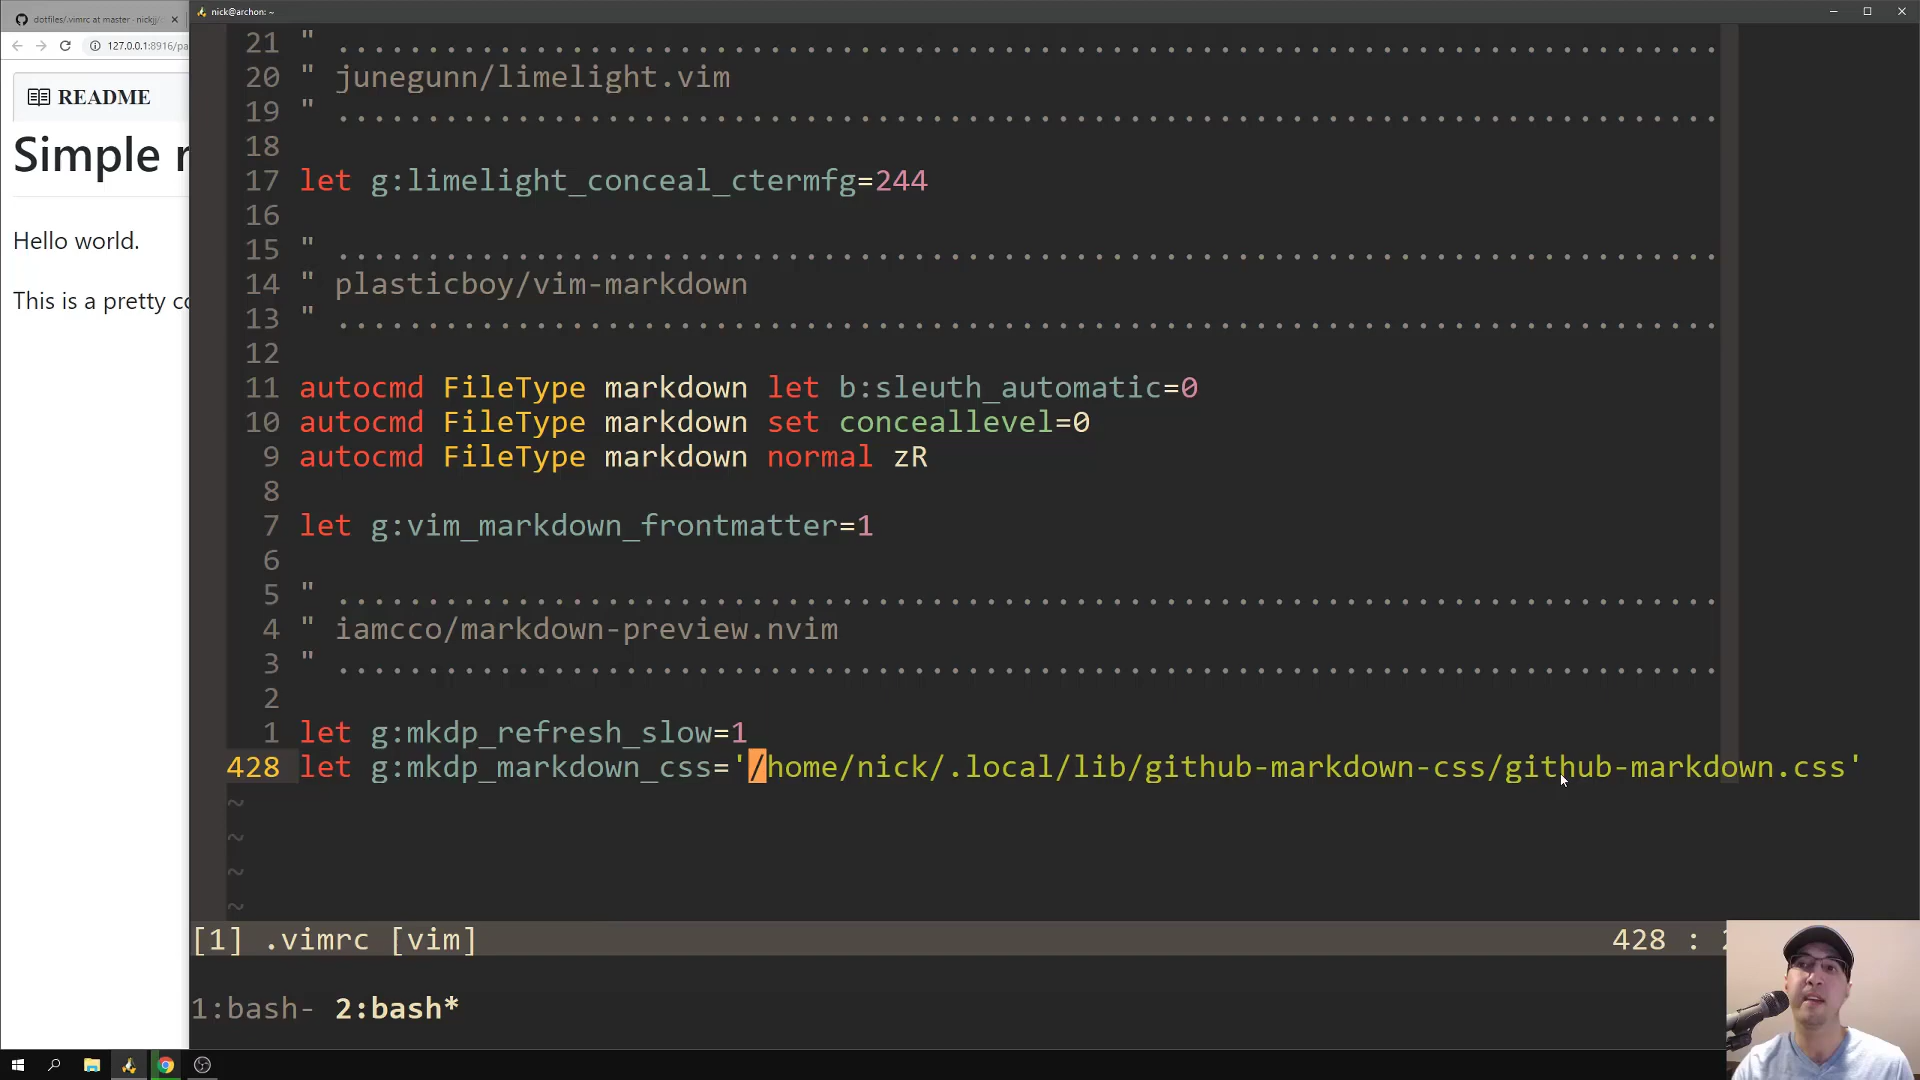 dotfiles/.vimrc at master · nickjj/
nick@archon: ~
127.0.0.1:8916/pa
README
Simple r
Hello world.
This is a pretty co
21 " .............................................................................
20 " junegunn/limelight.vim
19 " .............................................................................
18
17 let g:limelight_conceal_ctermfg=244
16
15 " .............................................................................
14 " plasticboy/vim-markdown
13 " .............................................................................
12
11 autocmd FileType markdown let b:sleuth_automatic=0
10 autocmd FileType markdown set conceallevel=0
9 autocmd FileType markdown normal zR
8
7 let g:vim_markdown_frontmatter=1
6
5 " .............................................................................
4 " iamcco/markdown-preview.nvim
3 " .............................................................................
2
1 let g:mkdp_refresh_slow=1
428 let g:mkdp_markdown_css='/home/nick/.local/lib/github-markdown-css/github-markdown.css'
~
~
~
~
[1] .vimrc [vim] 428 :
1:bash- 2:bash*